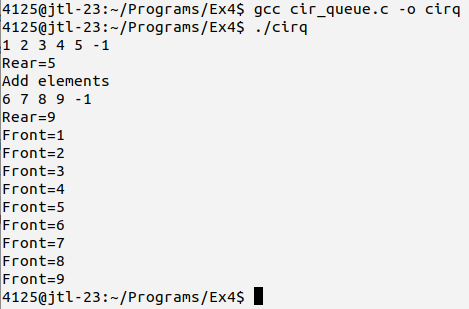 4125@jtl-23:~/Programs/Ex4$ gcc cir_queue.c -o cirq
4125@jtl-23:~/Programs/Ex4$ ./cirq
1 2 3 4 5 -1
Rear=5
Add elements
6 7 8 9 -1
Rear=9
Front=1
Front=2
Front=3
Front=4
Front=5
Front=6
Front=7
Front=8
Front=9
4125@jtl-23:~/Programs/Ex4$